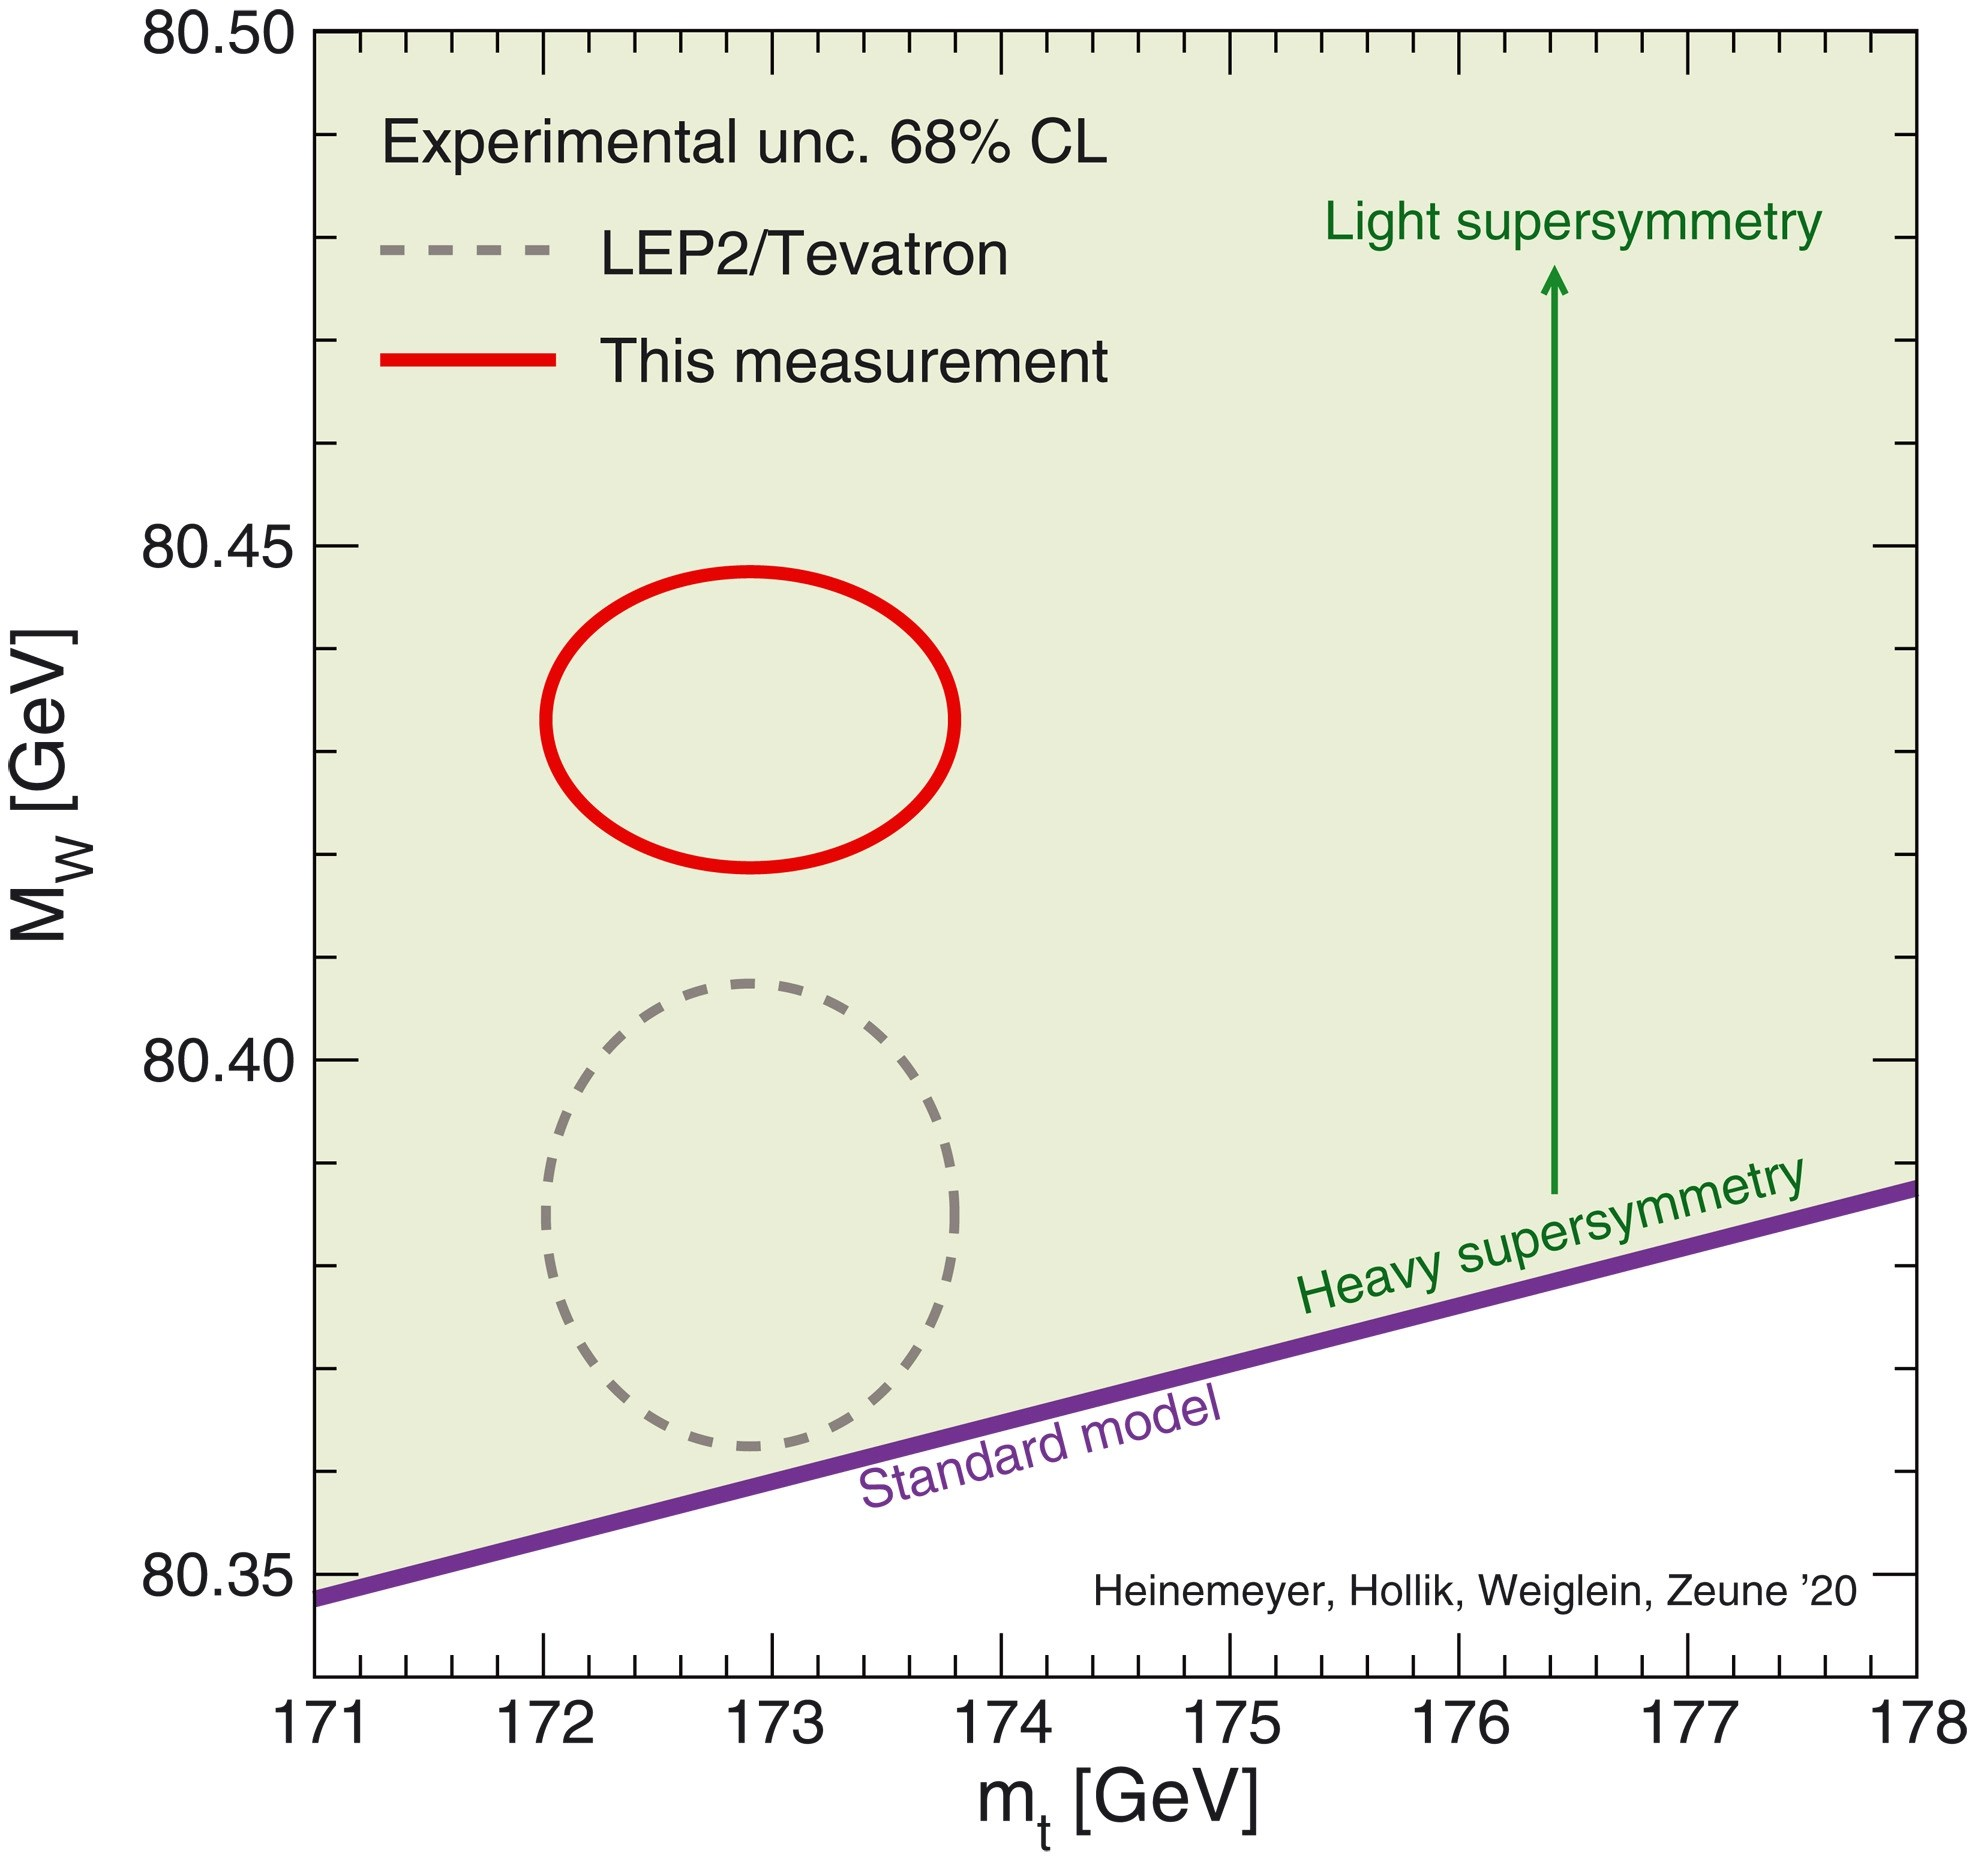 80.50
Experimental unc. 68% CL
Light supersymmetry
LEP2/Tevatron
This measurement
80.45
M_W [GeV]
80.40
Heavy supersymmetry
Standard model
80.35
Heinemeyer, Hollik, Weiglein, Zeune ’20
171 172 173 174 175 176 177 178
m_t [GeV]